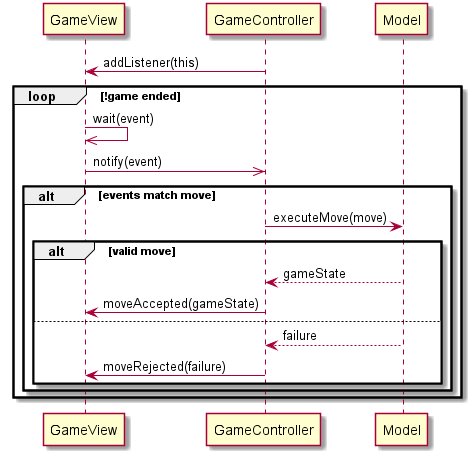 GameView GameController Model
addListener(this)
loop [!game ended]
wait(event)
notify(event)
alt [events match move]
executeMove(move)
alt [valid move]
gameState
moveAccepted(gameState)
failure
moveRejected(failure)
GameView GameController Model